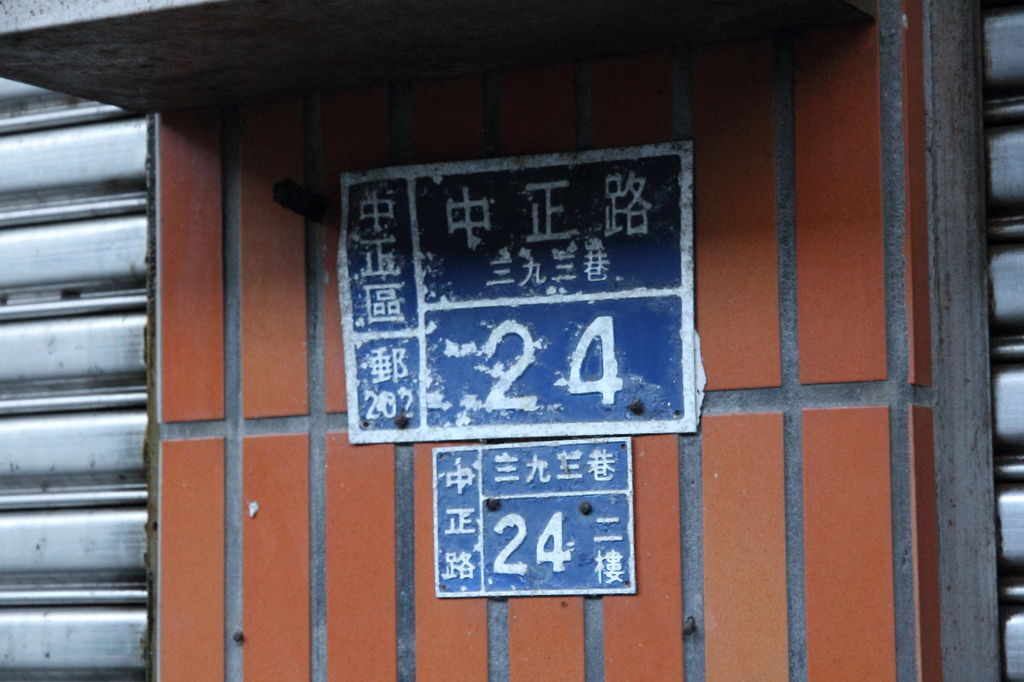 中正區
郵
202
中正路
三九三巷
24
中正路
三九三巷
24
二樓